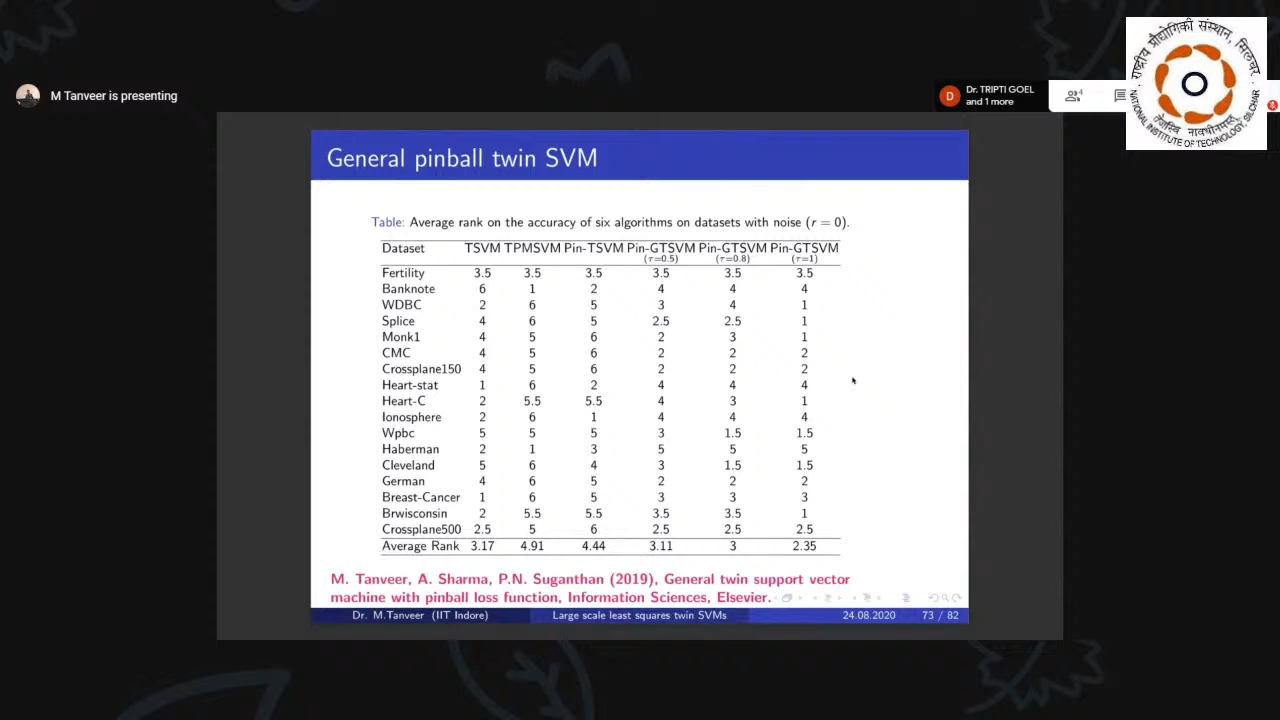 M Tanveer is presenting
D
Dr. TRIPTI GOEL
and 1 more
4
राष्ट्रीय प्रौद्योगिकी संस्थान, सिलचर
NATIONAL INSTITUTE OF TECHNOLOGY, SILCHAR
General pinball twin SVM
Table: Average rank on the accuracy of six algorithms on datasets with noise (r = 0).
Dataset TSVM TPMSVM Pin-TSVM Pin-GTSVM Pin-GTSVM Pin-GTSVM
(τ=0.5) (τ=0.8) (τ=1)
Fertility 3.5 3.5 3.5 3.5 3.5 3.5
Banknote 6 1 2 4 4 4
WDBC 2 6 5 3 4 1
Splice 4 6 5 2.5 2.5 1
Monk1 4 5 6 2 3 1
CMC 4 5 6 2 2 2
Crossplane150 4 5 6 2 2 2
Heart-stat 1 6 2 4 4 4
Heart-C 2 5.5 5.5 4 3 1
Ionosphere 2 6 1 4 4 4
Wpbc 5 5 5 3 1.5 1.5
Haberman 2 1 3 5 5 5
Cleveland 5 6 4 3 1.5 1.5
German 4 6 5 2 2 2
Breast-Cancer 1 6 5 3 3 3
Brwisconsin 2 5.5 5.5 3.5 3.5 1
Crossplane500 2.5 5 6 2.5 2.5 2.5
Average Rank 3.17 4.91 4.44 3.11 3 2.35
M. Tanveer, A. Sharma, P.N. Suganthan (2019), General twin support vector
machine with pinball loss function, Information Sciences, Elsevier.
Dr. M.Tanveer (IIT Indore) Large scale least squares twin SVMs 24.08.2020 73 / 82